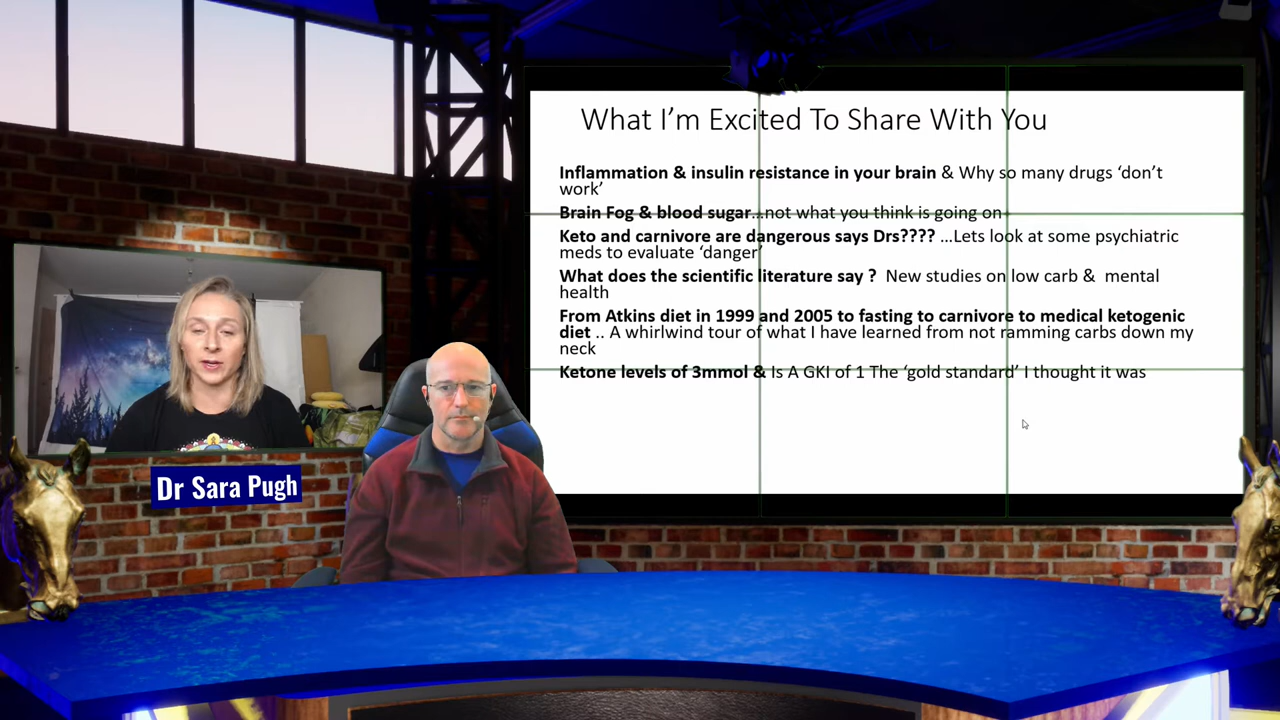 What I'm Excited To Share With You
Inflammation & insulin resistance in your brain & Why so many drugs 'don't
work'
Brain Fog & blood sugar...not what you think is going on
Keto and carnivore are dangerous says Drs???? ...Lets look at some psychiatric
meds to evaluate 'danger'
What does the scientific literature say ? New studies on low carb & mental
health
From Atkins diet in 1999 and 2005 to fasting to carnivore to medical ketogenic
diet .. A whirlwind tour of what I have learned from not ramming carbs down my
neck
Ketone levels of 3mmol & Is A GKI of 1 The 'gold standard' I thought it was
Dr Sara Pugh